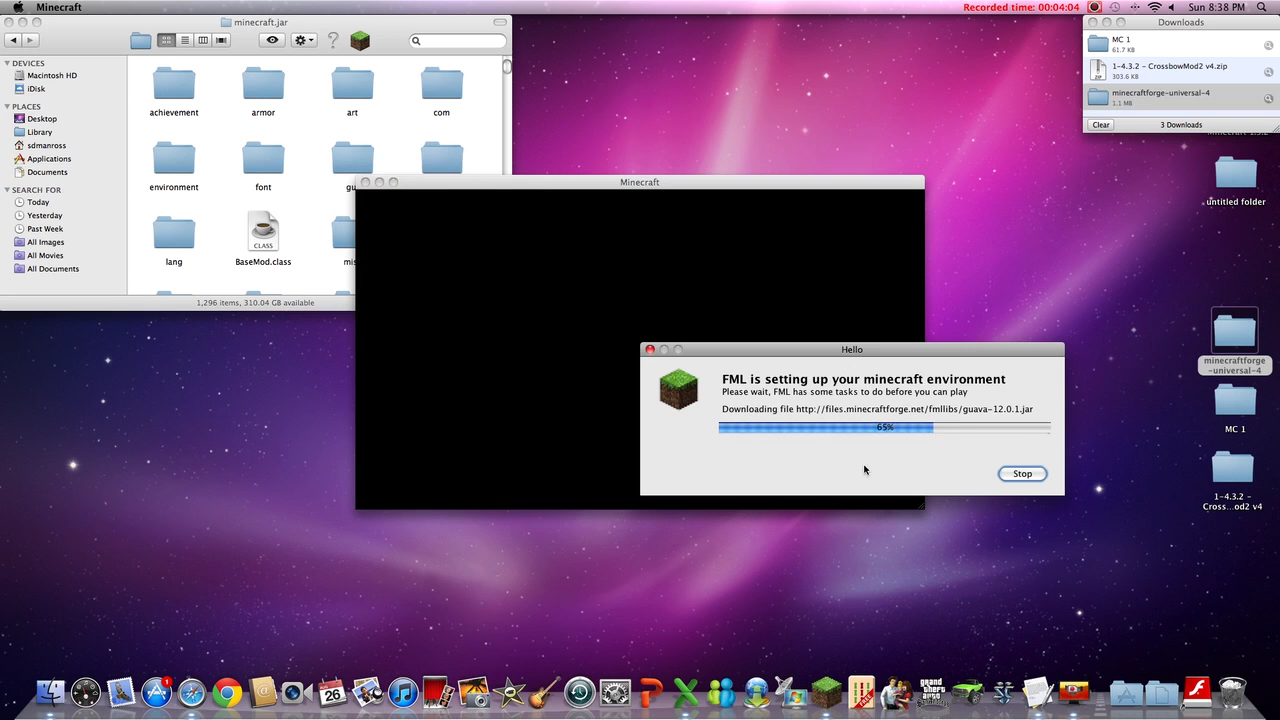 Minecraft
Recorded time: 00:04:04
Sun 8:38 PM
minecraft.jar
DEVICES
Macintosh HD
iDisk
PLACES
Desktop
Library
sdmanross
Applications
Documents
SEARCH FOR
Today
Yesterday
Past Week
All Images
All Movies
All Documents
achievement
armor
art
com
environment
font
gu
lang
CLASS
BaseMod.class
mis
1,296 items, 310.04 GB available
Downloads
MC 1
61.7 KB
1-4.3.2 – CrossbowMod2 v4.zip
ZIP
303.6 KB
minecraftforge-universal-4
1.1 MB
Clear
3 Downloads
untitled folder
minecraftforge
-universal-4
MC 1
1-4.3.2 –
Cross...od2 v4
Minecraft
Hello
FML is setting up your minecraft environment
Please wait, FML has some tasks to do before you can play
Downloading file http://files.minecraftforge.net/fmllibs/guava-12.0.1.jar
65%
Stop
1
26